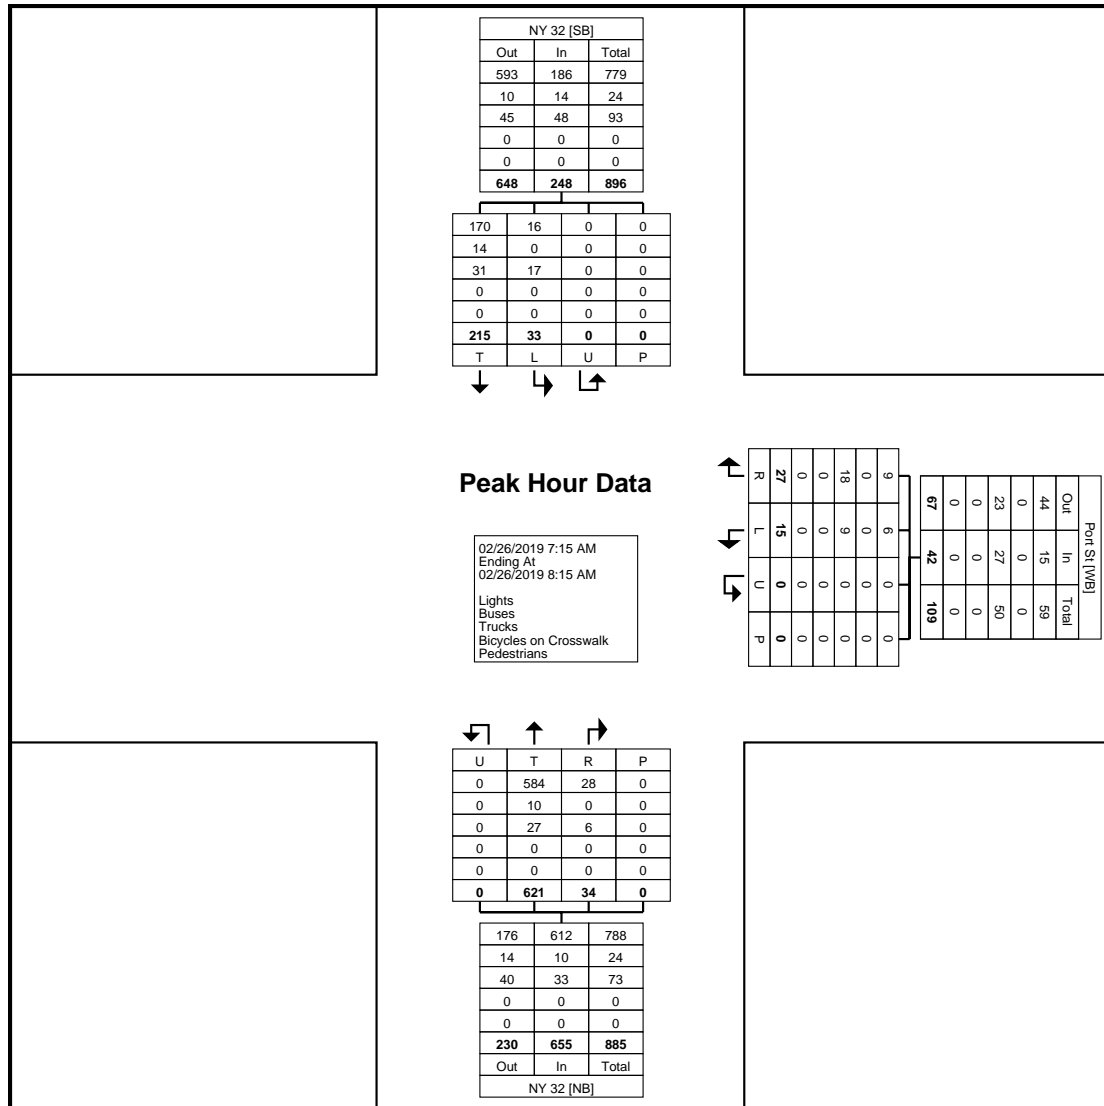 NY 32 [SB]
Out In Total
593 186 779
10 14 24
45 48 93
0 0 0
0 0 0
648 248 896
170 16 0 0
14 0 0 0
31 17 0 0
0 0 0 0
0 0 0 0
215 33 0 0
T L U P
Peak Hour Data
02/26/2019 7:15 AM
Ending At
02/26/2019 8:15 AM
Lights
Buses
Trucks
Bicycles on Crosswalk
Pedestrians
Port St [WB]
Out In Total
44 15 59
0 0 0
23 27 50
0 0 0
0 0 0
67 42 109
9 6 0 0
0 0 0 0
18 9 0 0
0 0 0 0
0 0 0 0
27 15 0 0
R L U P
U T R P
0 584 28 0
0 10 0 0
0 27 6 0
0 0 0 0
0 0 0 0
0 621 34 0
176 612 788
14 10 24
40 33 73
0 0 0
0 0 0
230 655 885
Out In Total
NY 32 [NB]